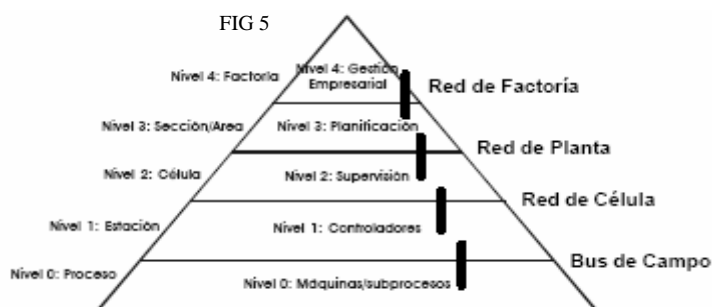 FIG 5
Nivel 4: Factoría
Nivel 4: Gestión
Empresarial
Red de Factoría
Nivel 3: Sección/Area
Nivel 3: Planificación
Red de Planta
Nivel 2: Célula
Nivel 2: Supervisión
Red de Célula
Nivel 1: Estación
Nivel 1: Controladores
Bus de Campo
Nivel 0: Proceso
Nivel 0: Máquinas/subprocesos